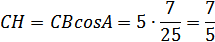 CH = CBcosA = 5 · 7/25 = 7/5